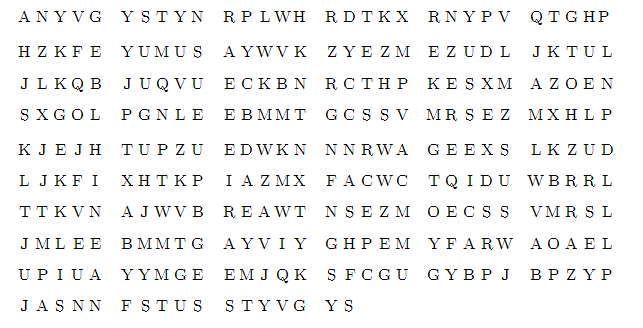 ANYVG YSTYN RPLWH RDTKX RNYPV QTGHP
HZKFE YUMUS AYWVK ZYEZM EZUDL JKTUL
JLKQB JUQVU ECKBN RCTHP KESXM AZOEN
SXGOL PGNLE EBMMT GCSSV MRSEZ MXHLP
KJEJH TUPZU EDWKN NNRWA GEEXS LKZUD
LJKFI XHTKP IAZMX FACWC TQIDU WBRRL
TTKVN AJWVB REAWT NSEZM OECSS VMRSL
JMLEE BMMTG AYVIY GHPEM YFARW AOAEL
UPIUA YYMGE EMJQK SFCGU GYBPJ BPZYP
JASNN FSTUS STYVG YS